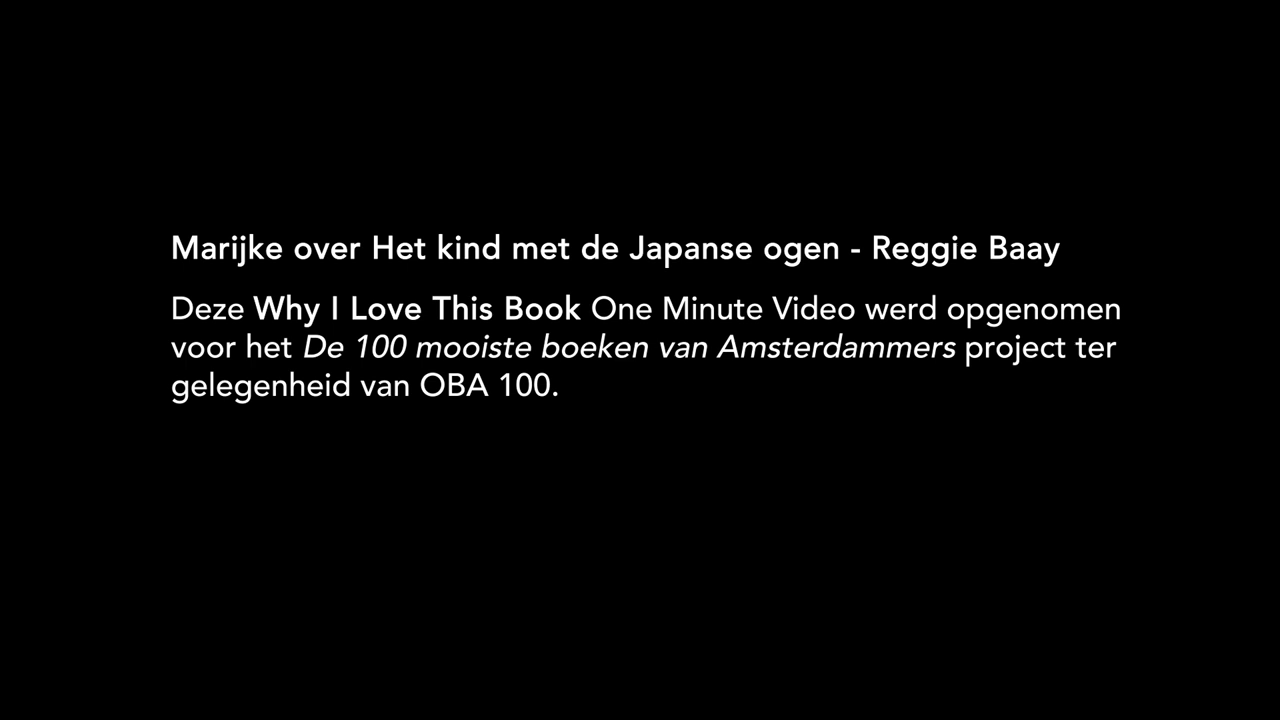 Marijke over Het kind met de Japanse ogen - Reggie Baay
Deze Why I Love This Book One Minute Video werd opgenomen
voor het De 100 mooiste boeken van Amsterdammers project ter
gelegenheid van OBA 100.